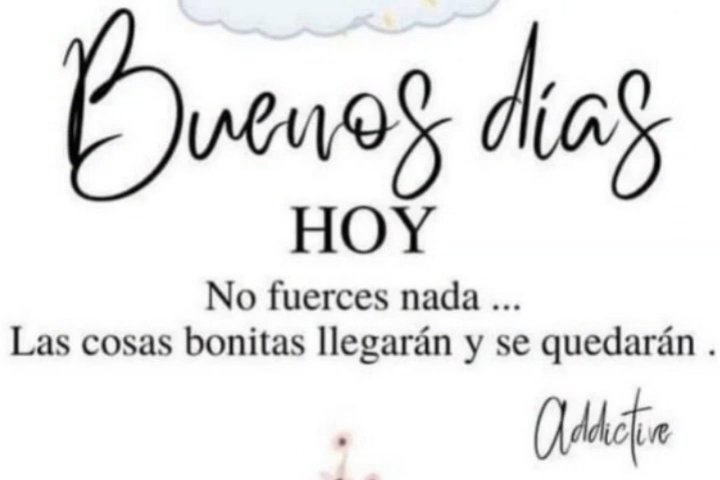 Buenos días
HOY
No fuerces nada ...
Las cosas bonitas llegarán y se quedarán .
addictive